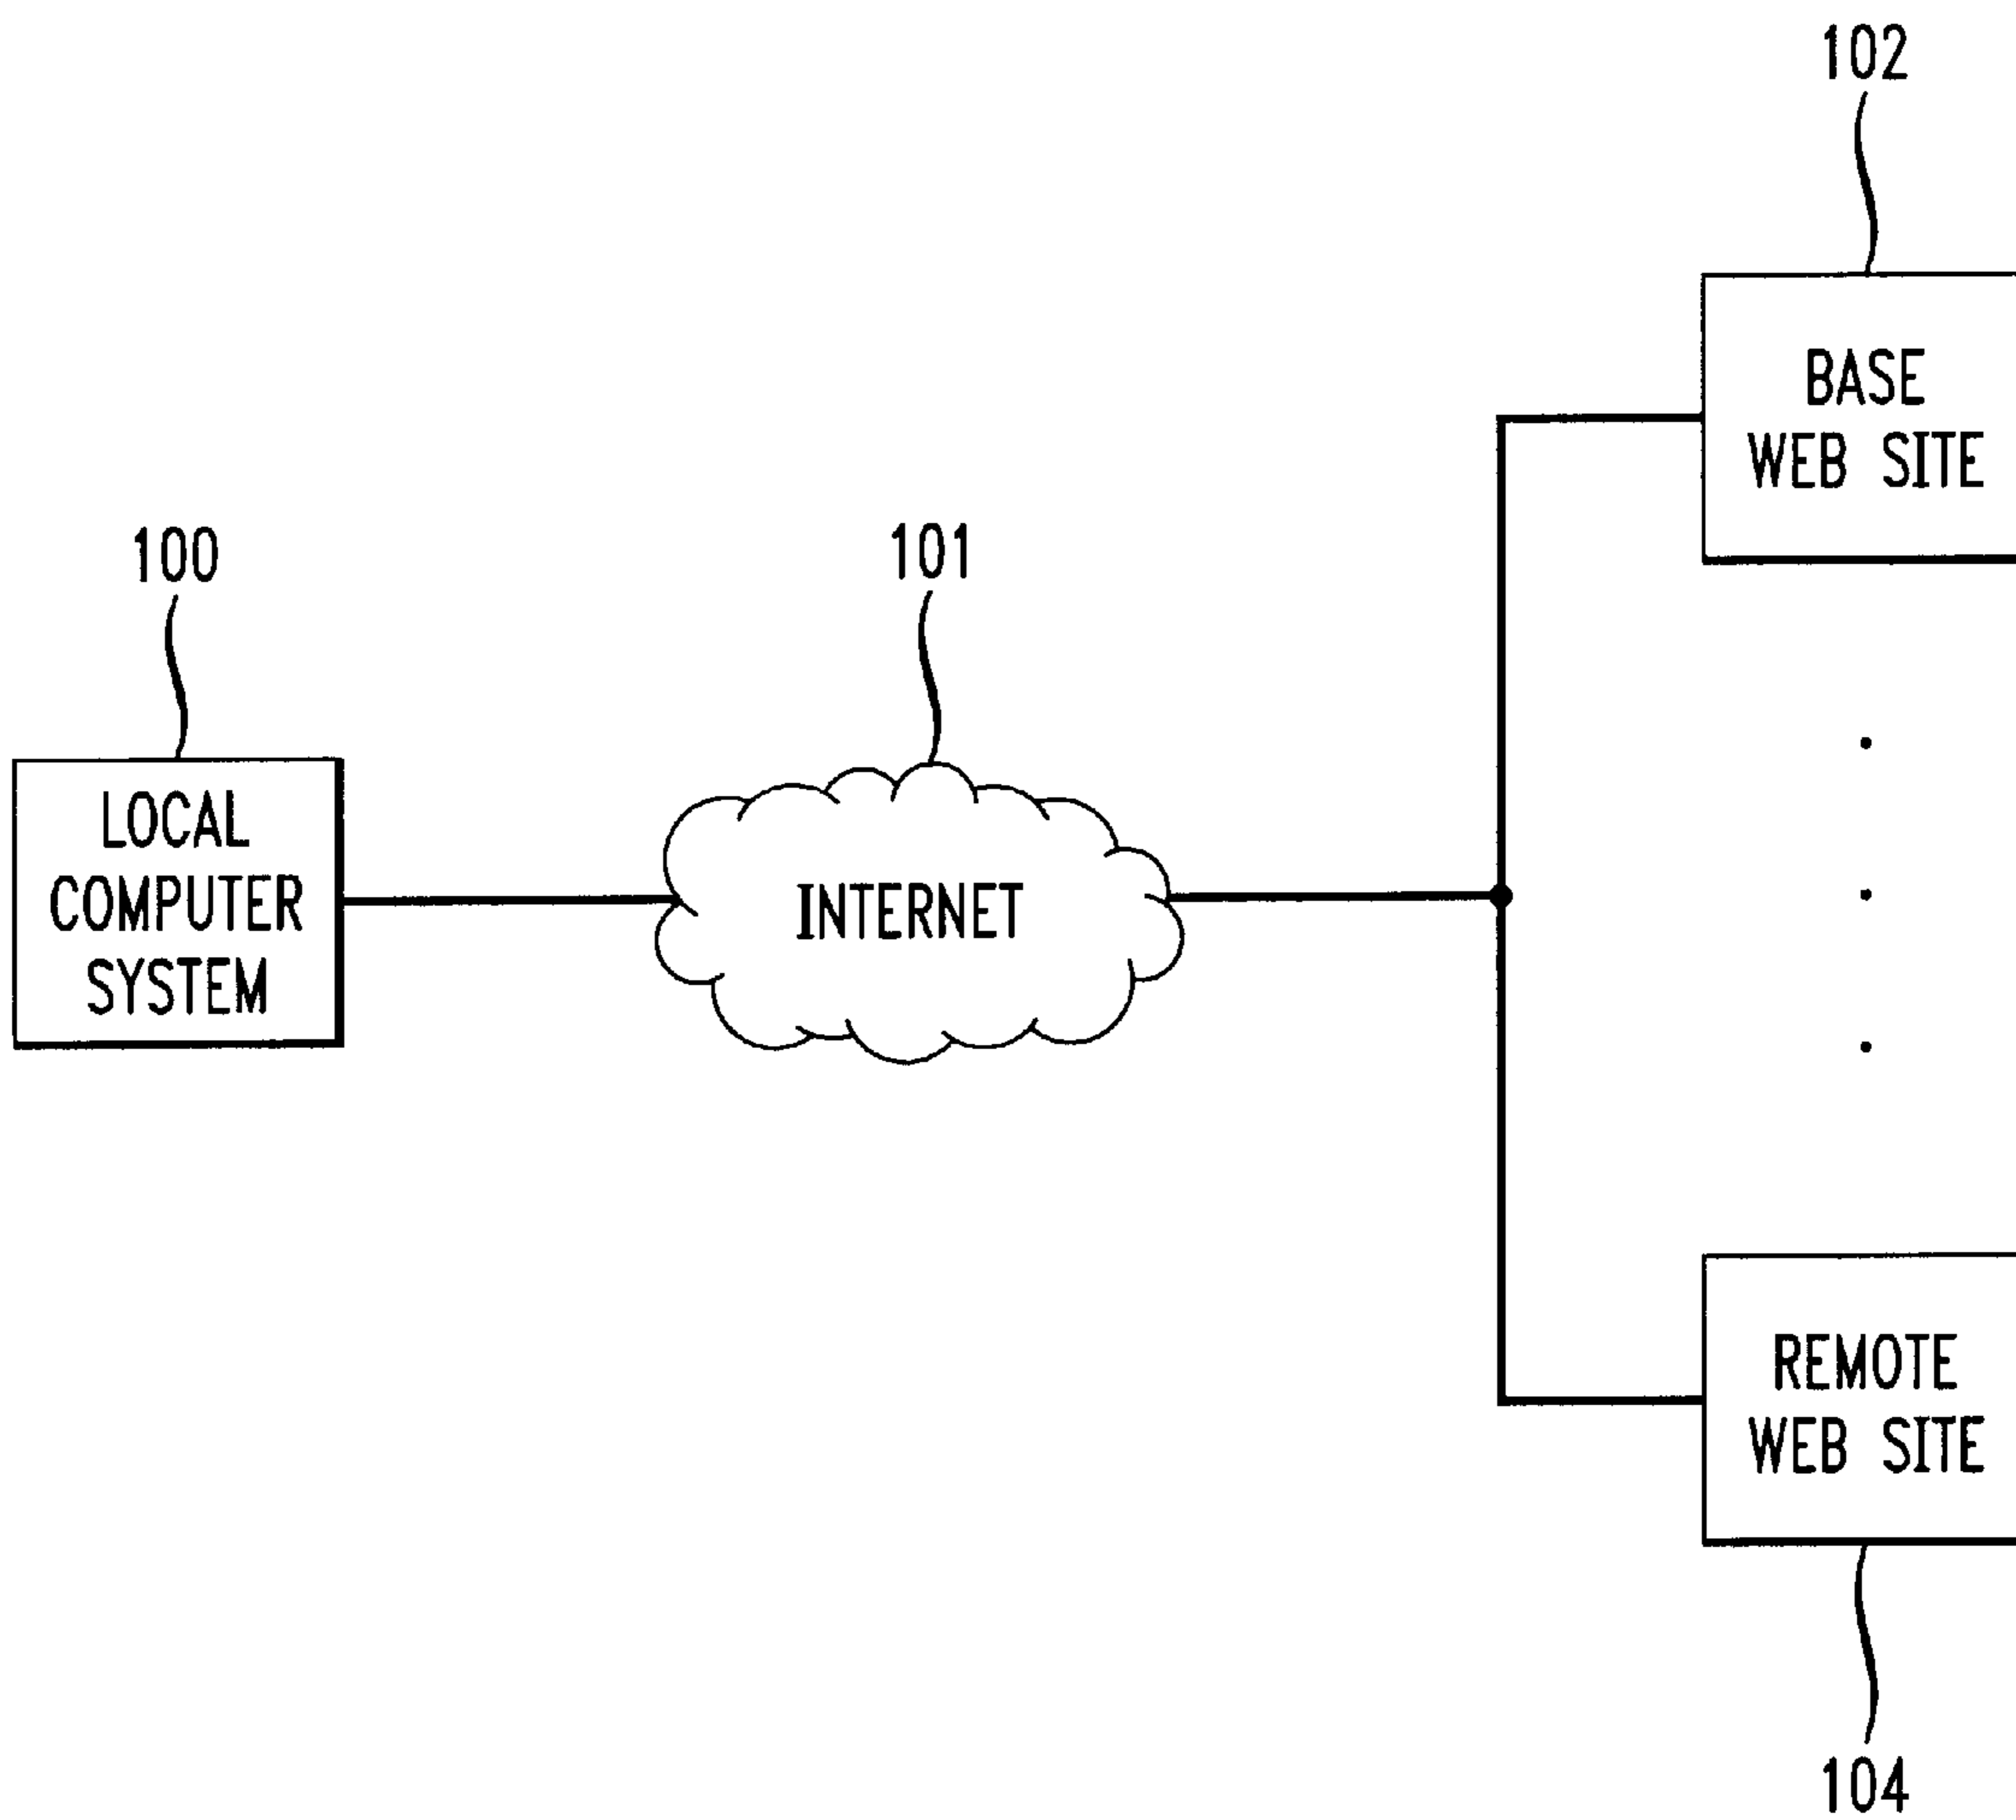 102
BASE
WEB SITE
100
101
LOCAL
COMPUTER
SYSTEM
INTERNET
REMOTE
WEB SITE
104